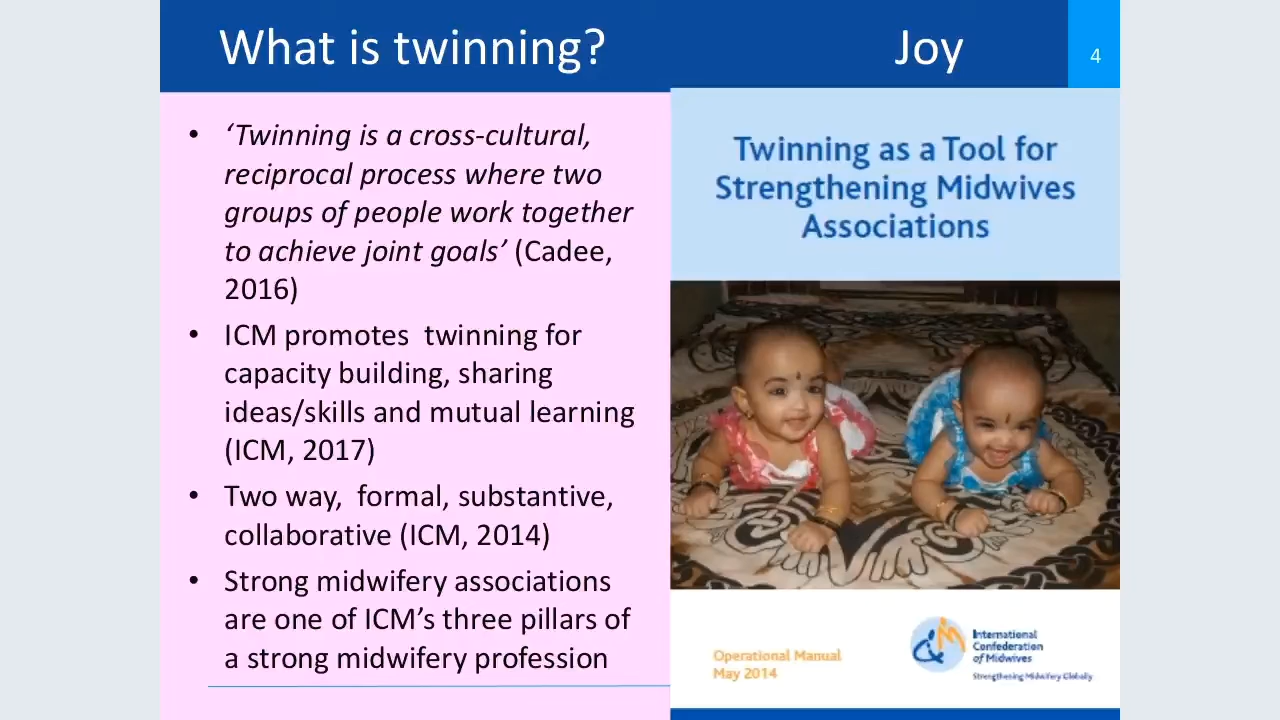 What is twinning?
Joy
4
• ‘Twinning is a cross-cultural,
reciprocal process where two
groups of people work together
to achieve joint goals’ (Cadee,
2016)
• ICM promotes  twinning for
capacity building, sharing
ideas/skills and mutual learning
(ICM, 2017)
• Two way,  formal, substantive,
collaborative (ICM, 2014)
• Strong midwifery associations
are one of ICM’s three pillars of
a strong midwifery profession
Twinning as a Tool for
Strengthening Midwives
Associations
Operational Manual
May 2014
International
Confederation
of Midwives
Strengthening Midwifery Globally